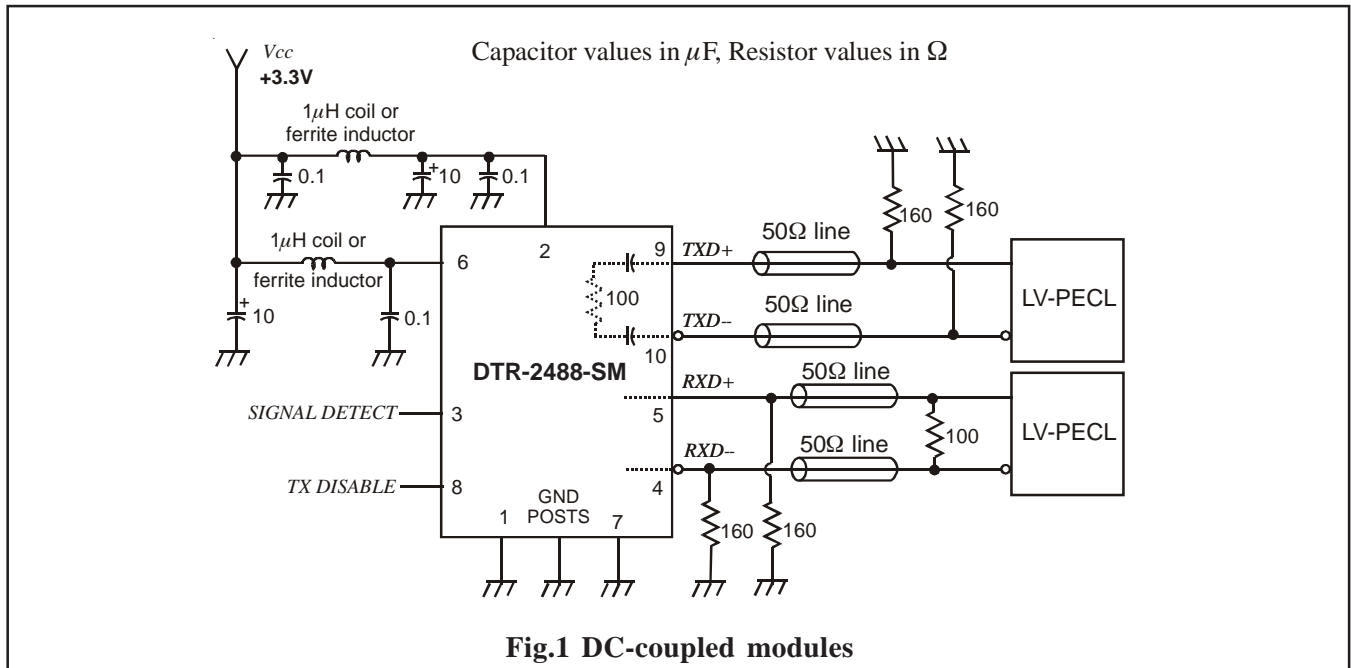 Vcc
+3.3V
Capacitor values in µF, Resistor values in Ω
1µH coil or
ferrite inductor
0.1
+
10
0.1
1µH coil or
ferrite inductor
+
10
0.1
6
2
9
TXD+
50Ω line
160
160
LV-PECL
100
TXD--
50Ω line
10
DTR-2488-SM
RXD+
50Ω line
5
LV-PECL
100
SIGNAL DETECT
3
RXD--
50Ω line
4
TX DISABLE
8
GND
POSTS
1
7
160
160
Fig.1 DC-coupled modules